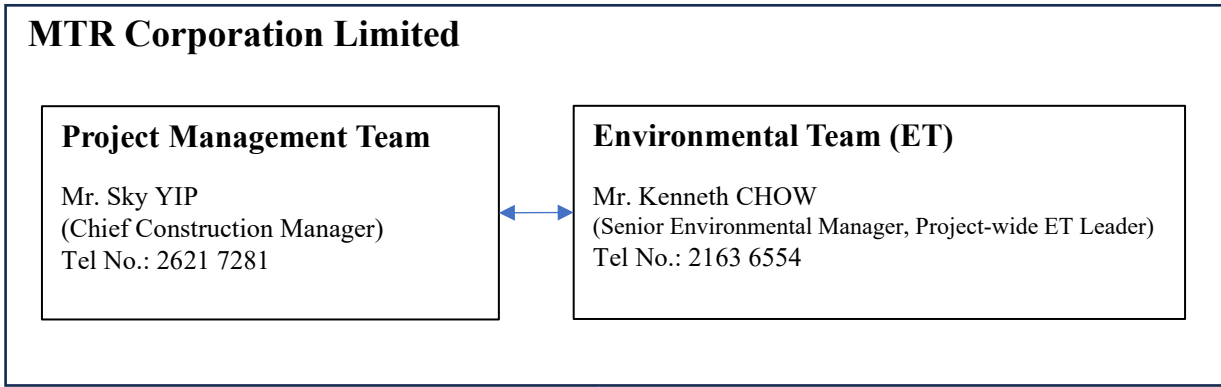 MTR Corporation Limited
Project Management Team
Mr. Sky YIP
(Chief Construction Manager)
Tel No.: 2621 7281
Environmental Team (ET)
Mr. Kenneth CHOW
(Senior Environmental Manager, Project-wide ET Leader)
Tel No.: 2163 6554